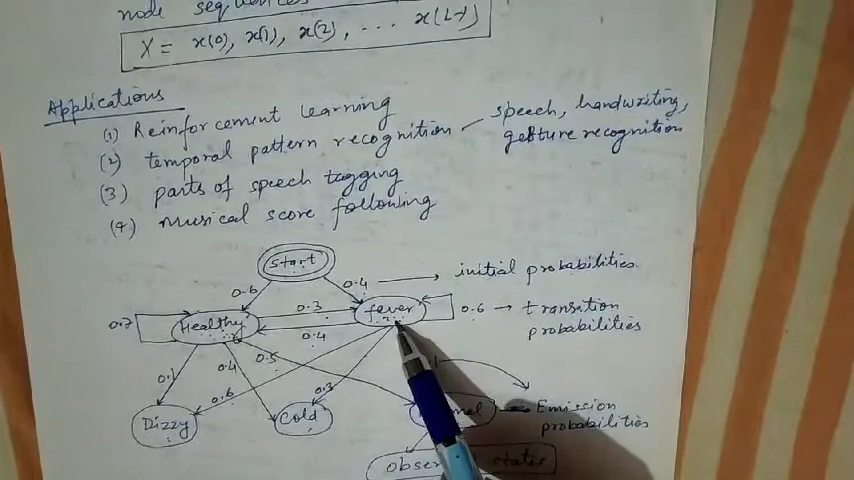 node sequences
X = x(0), x(1), x(2), ... x(L-1)
Applications
(1) Reinforcement learning
(2) temporal pattern recognition — speech, handwriting,
gesture recognition
(3) parts of speech tagging
(4) musical score following
start
0.6
0.4 → initial probabilities
0.7
Healthy
0.3
0.4
fever
0.6 → transition
probabilities
0.1
0.4
0.5
0.6
0.3
Dizzy
Cold
Emission
probabilities
states